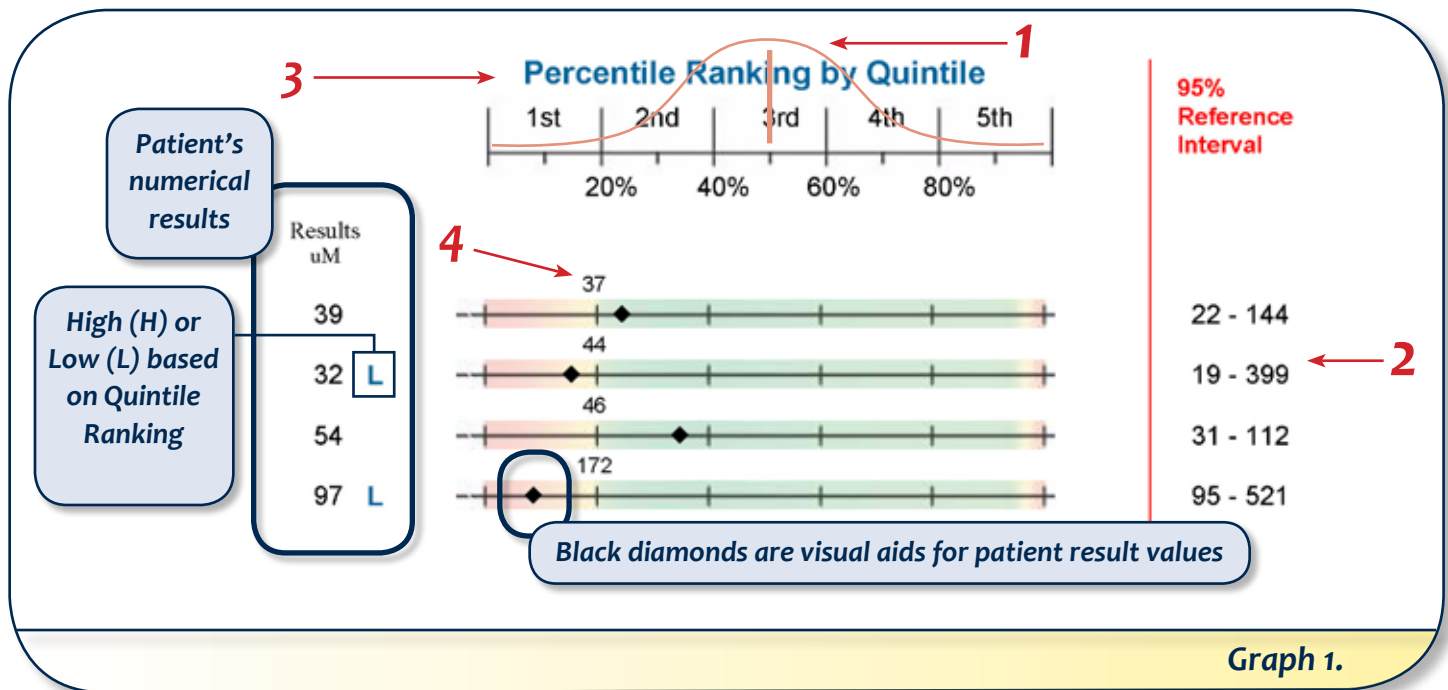 1
3
Percentile Ranking by Quintile
1st 2nd 3rd 4th 5th
20% 40% 60% 80%
95%
Reference
Interval
Patient's
numerical
results
Results
uM
High (H) or
Low (L) based
on Quintile
Ranking
4
37
39
22 - 144
44
32 L
19 - 399
2
46
54
31 - 112
172
97 L
95 - 521
Black diamonds are visual aids for patient result values
Graph 1.